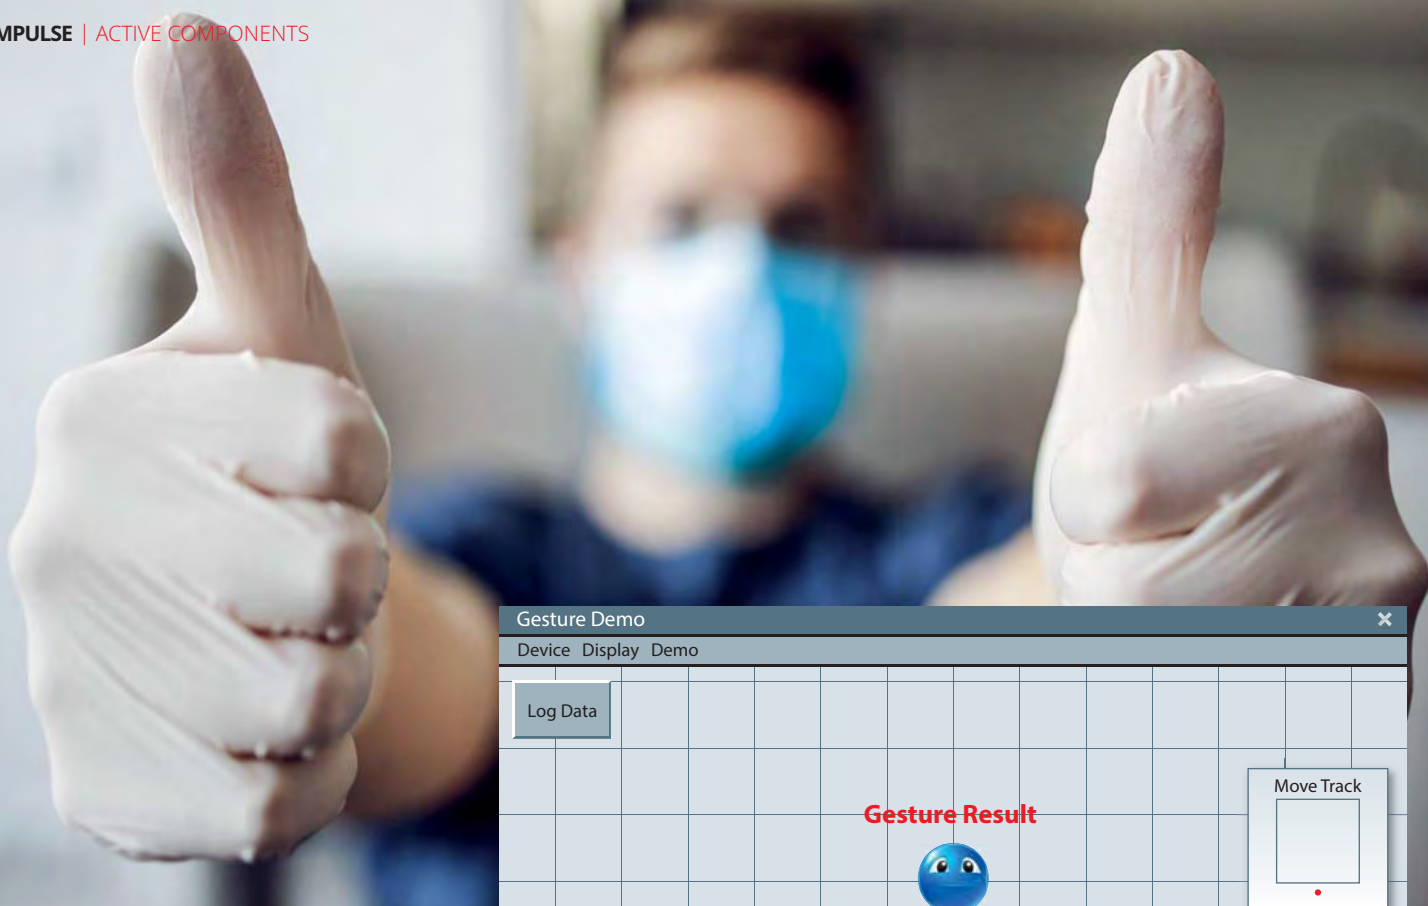 MPULSE | ACTIVE COMPONENTS
Gesture Demo
Device Display Demo
Log Data
Move Track
Gesture Result